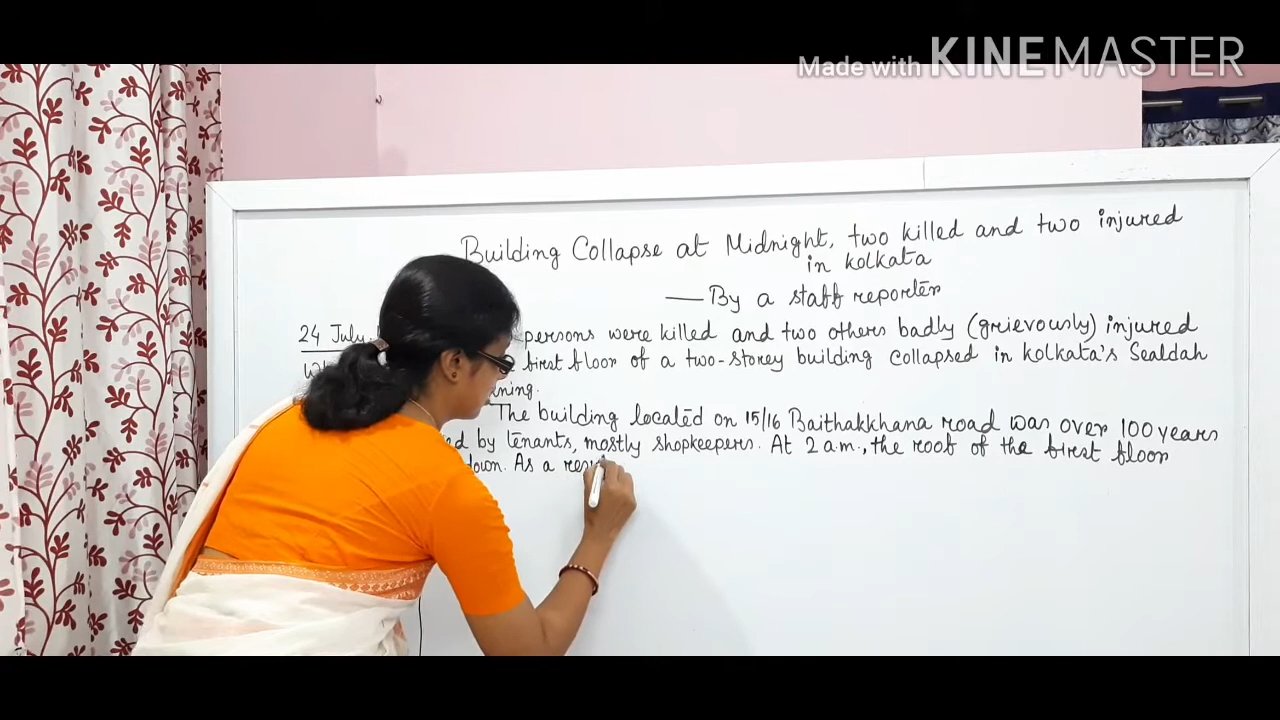 Made with KINEMASTER
Building Collapse at Midnight, two killed and two injured
in Kolkata
— By a staff reporter
24 July persons were killed and two others badly (grievously) injured
first floor of a two-storey building collapsed in Kolkata's Sealdah
The building located on 15/16 Baithakkhana road was over 100 years
by tenants, mostly shopkeepers. At 2 a.m., the roof of the first floor
down. As a resu